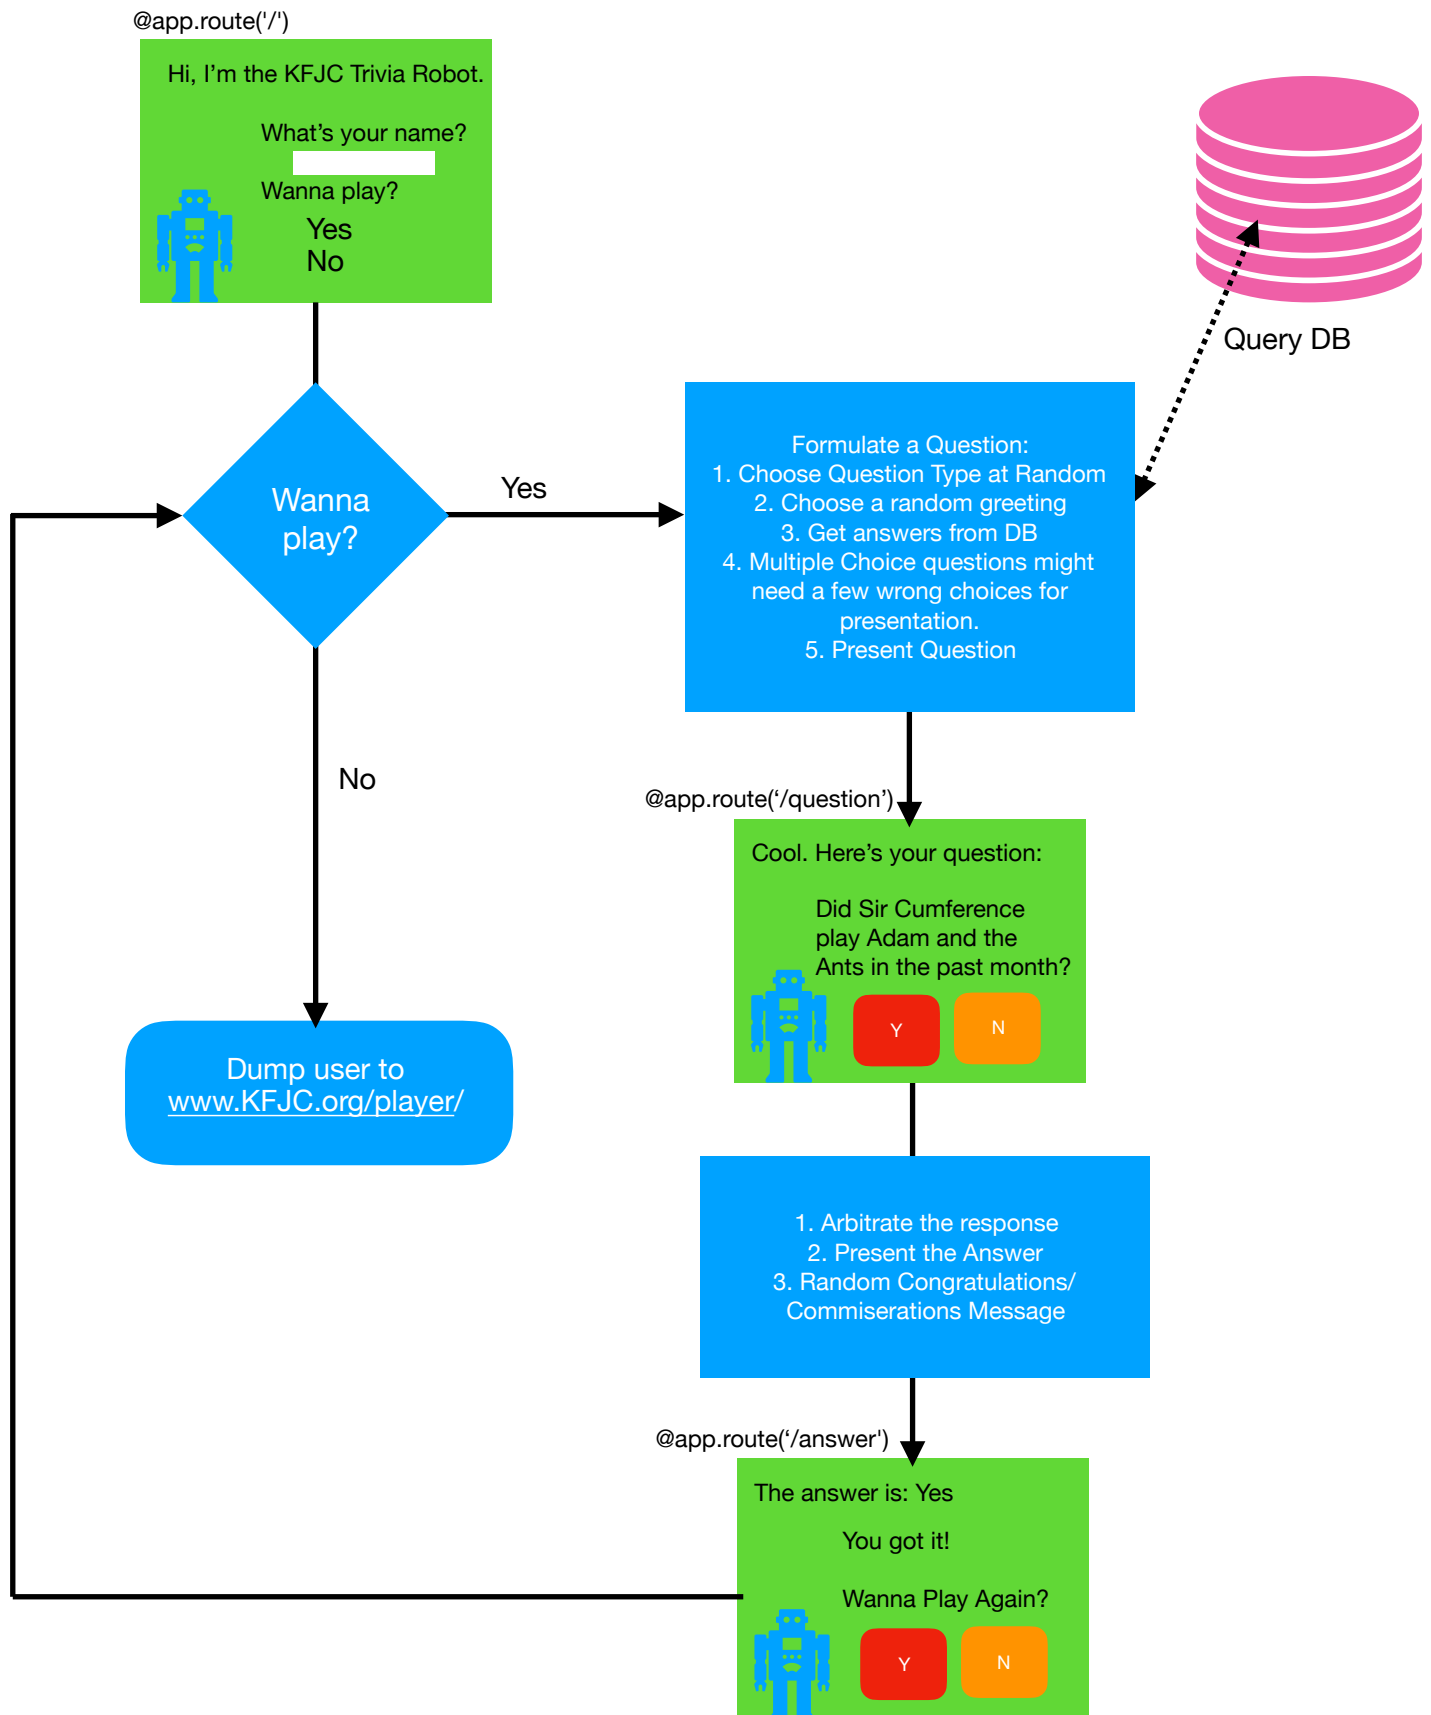 @app.route('/')
Hi, I’m the KFJC Trivia Robot.
What’s your name?
Wanna play?
Yes
No
Query DB
Wanna
play?
Yes
Formulate a Question:
1. Choose Question Type at Random
2. Choose a random greeting
3. Get answers from DB
4. Multiple Choice questions might
need a few wrong choices for
presentation.
5. Present Question
No
@app.route(‘/question’)
Cool. Here’s your question:
Did Sir Cumference
play Adam and the
Ants in the past month?
Y
N
Dump user to
www.KFJC.org/player/
1. Arbitrate the response
2. Present the Answer
3. Random Congratulations/
Commiserations Message
@app.route(‘/answer')
The answer is: Yes
You got it!
Wanna Play Again?
Y
N